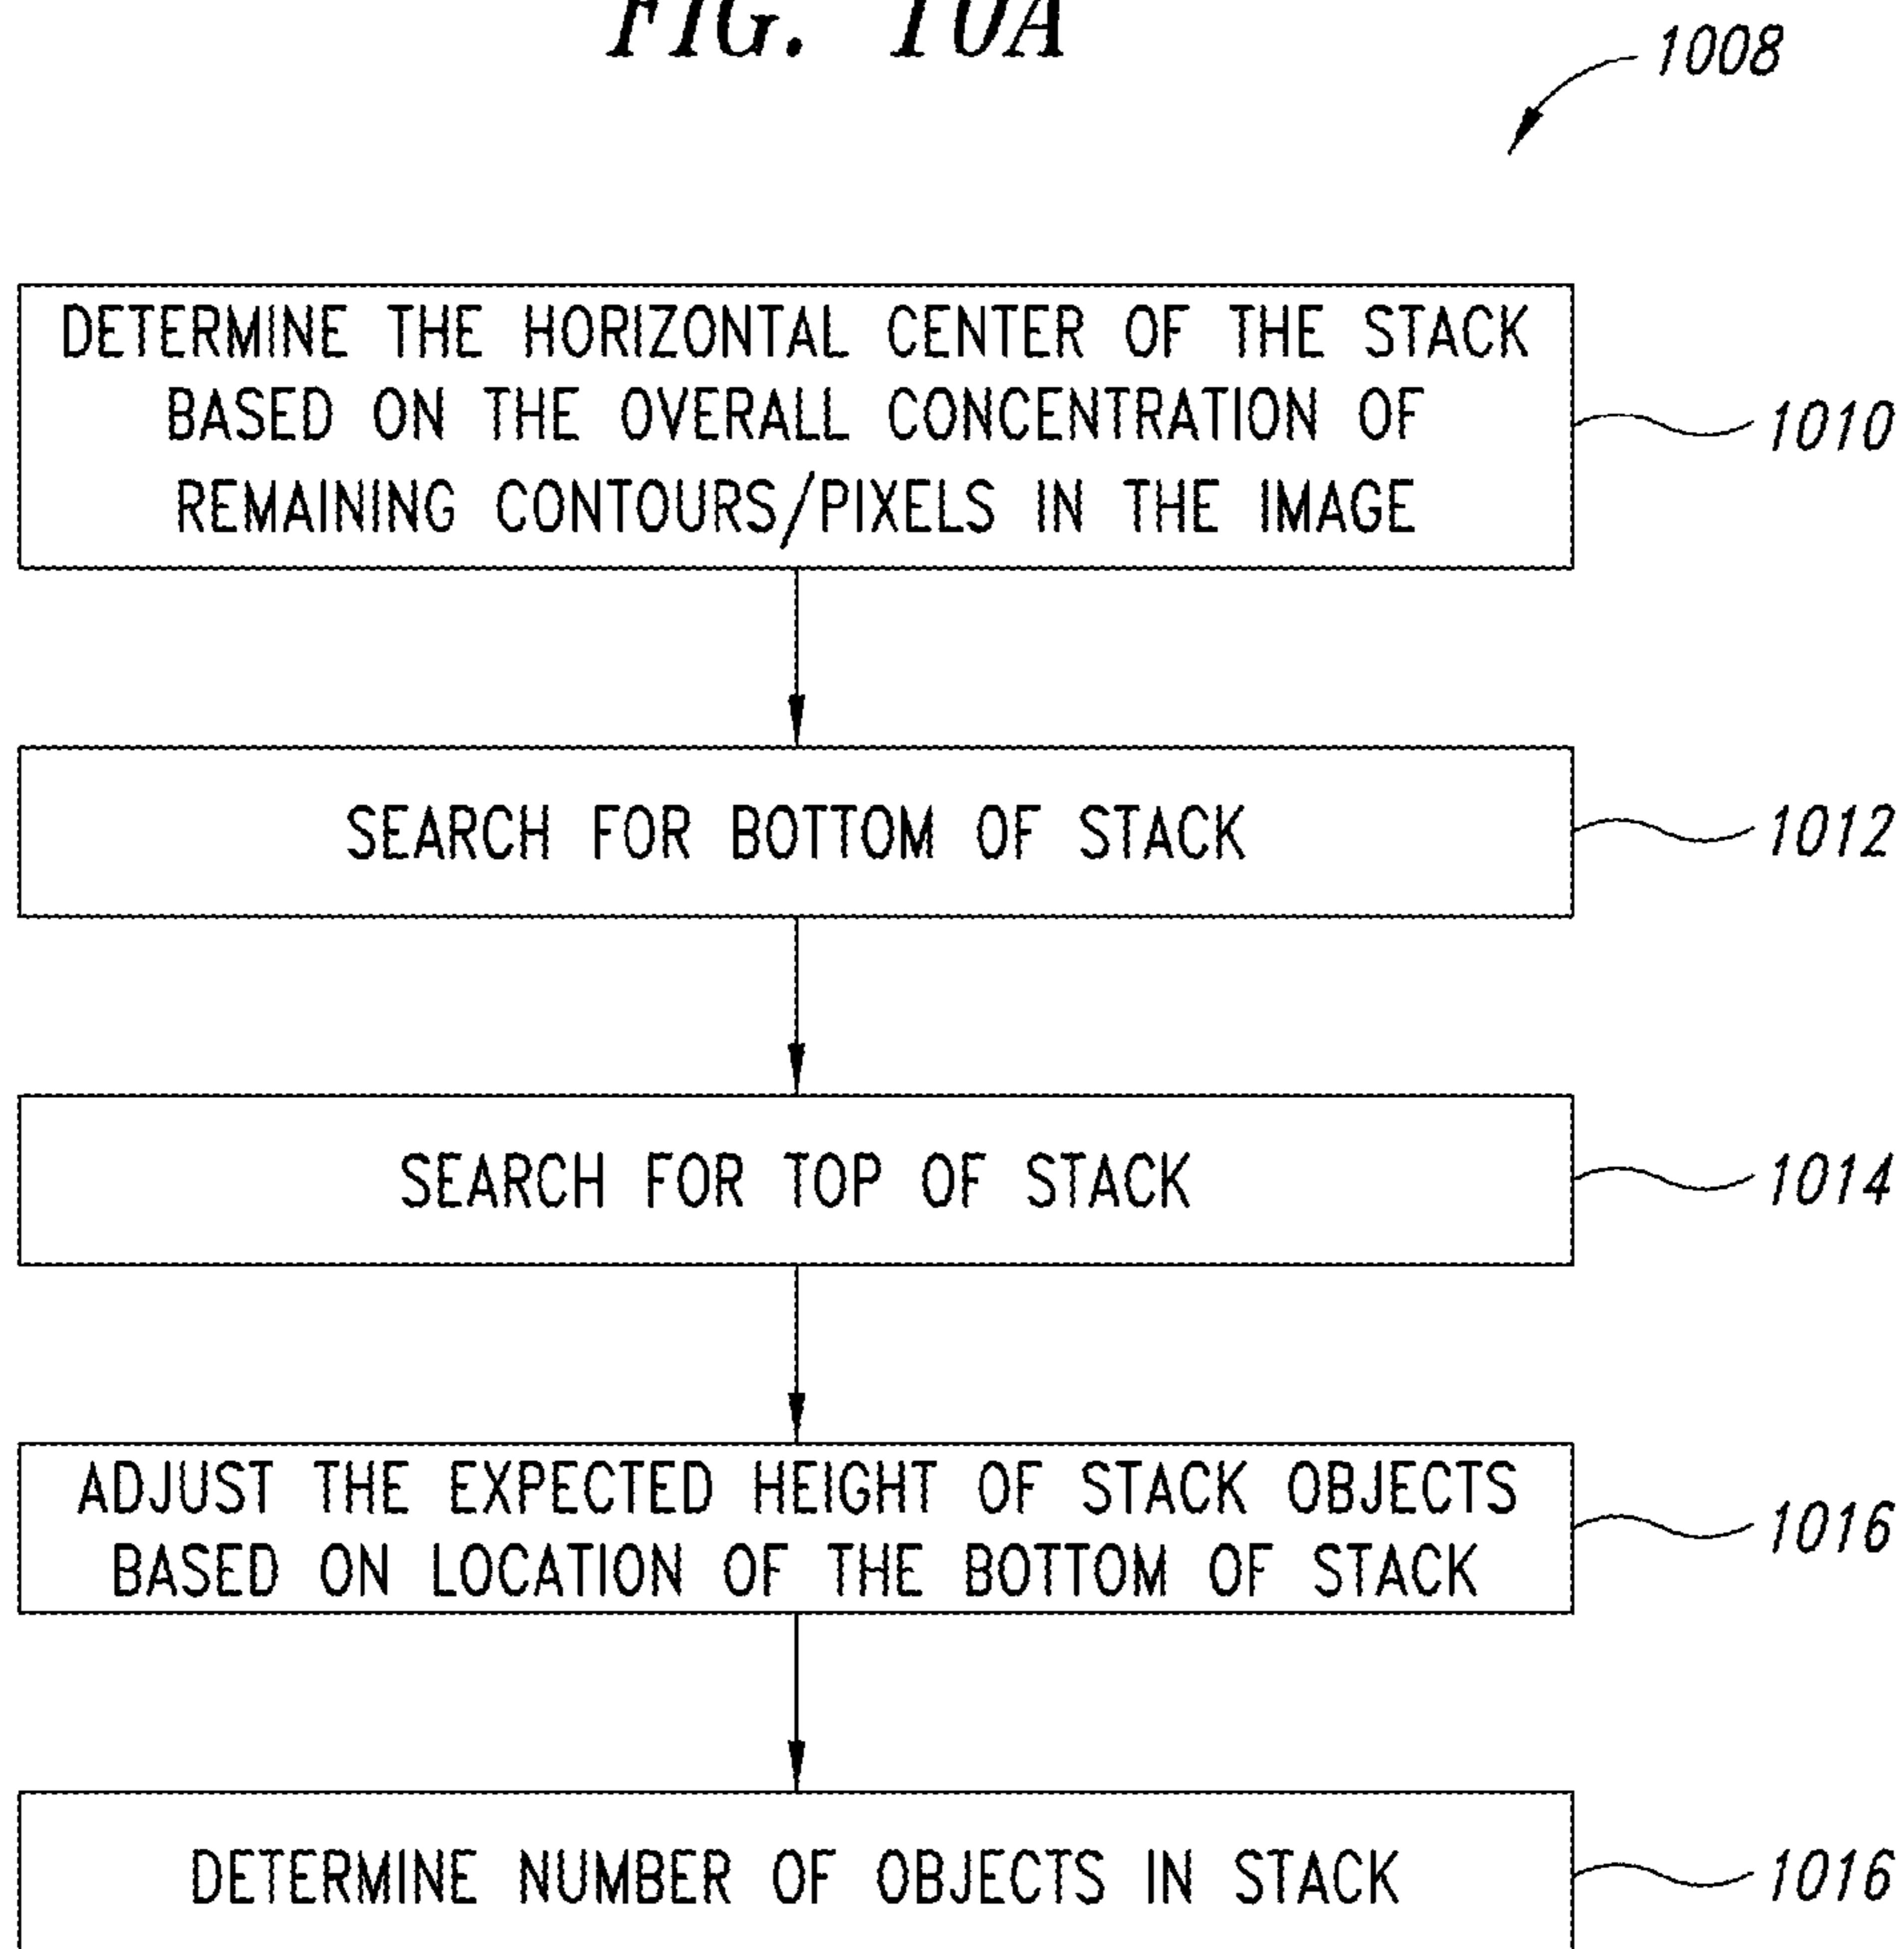 FIG. 10A
1008
DETERMINE THE HORIZONTAL CENTER OF THE STACK
BASED ON THE OVERALL CONCENTRATION OF
REMAINING CONTOURS/PIXELS IN THE IMAGE
1010
SEARCH FOR BOTTOM OF STACK
1012
SEARCH FOR TOP OF STACK
1014
ADJUST THE EXPECTED HEIGHT OF STACK OBJECTS
BASED ON LOCATION OF THE BOTTOM OF STACK
1016
DETERMINE NUMBER OF OBJECTS IN STACK
1016